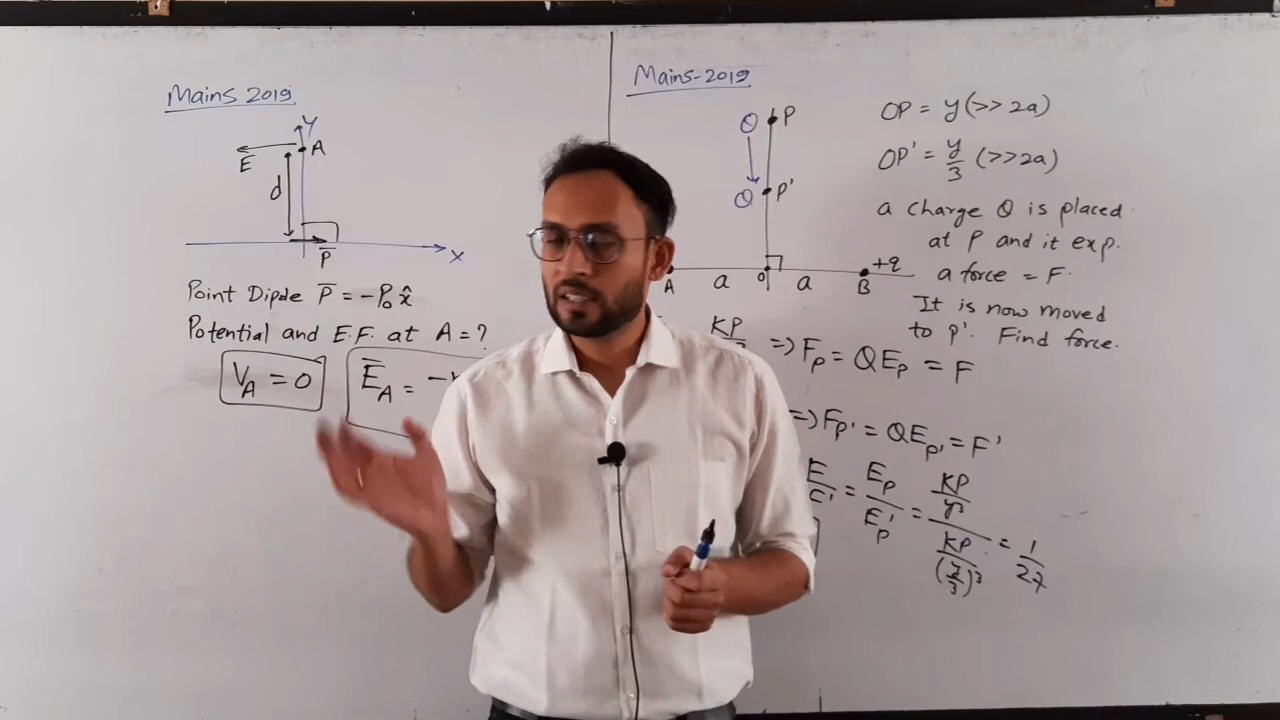 Mains 2019
Y
A
E
d
P̄
x
Point Dipole P̄ = -P₀ x̂
Potential and E.F. at A = ?
V_A = 0
Ē_A = -
Mains-2019
Q P
Q P'
+q
A a O a B
OP = y (>> 2a)
OP' = y/3 (>> 2a)
a charge Q is placed
at P and it exp.
a force = F.
It is now moved
to P'. Find force.
KP
=> F_P = QE_P = F
=> F_P' = QE_P' = F'
= E_P/E_P' = (KP/y³)/(KP/(y/3)³) = 1/27